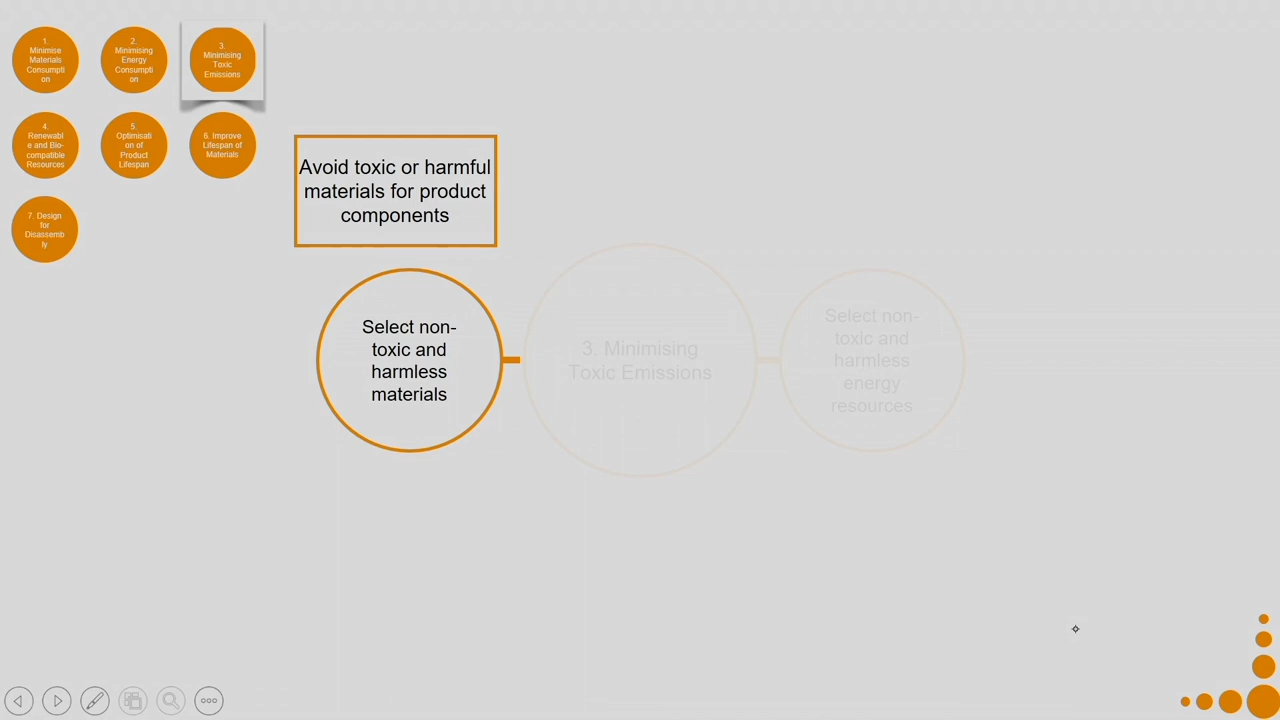 1.
Minimise
Materials
Consumpti
on
2.
Minimising
Energy
Consumpti
on
3.
Minimising
Toxic
Emissions
4.
Renewabl
e and Bio-
compatible
Resources
5.
Optimisati
on of
Product
Lifespan
6. Improve
Lifespan of
Materials
7. Design
for
Disassemb
ly
Avoid toxic or harmful
materials for product
components
Select non-
toxic and
harmless
materials
3. Minimising
Toxic Emissions
Select non-
toxic and
harmless
energy
resources